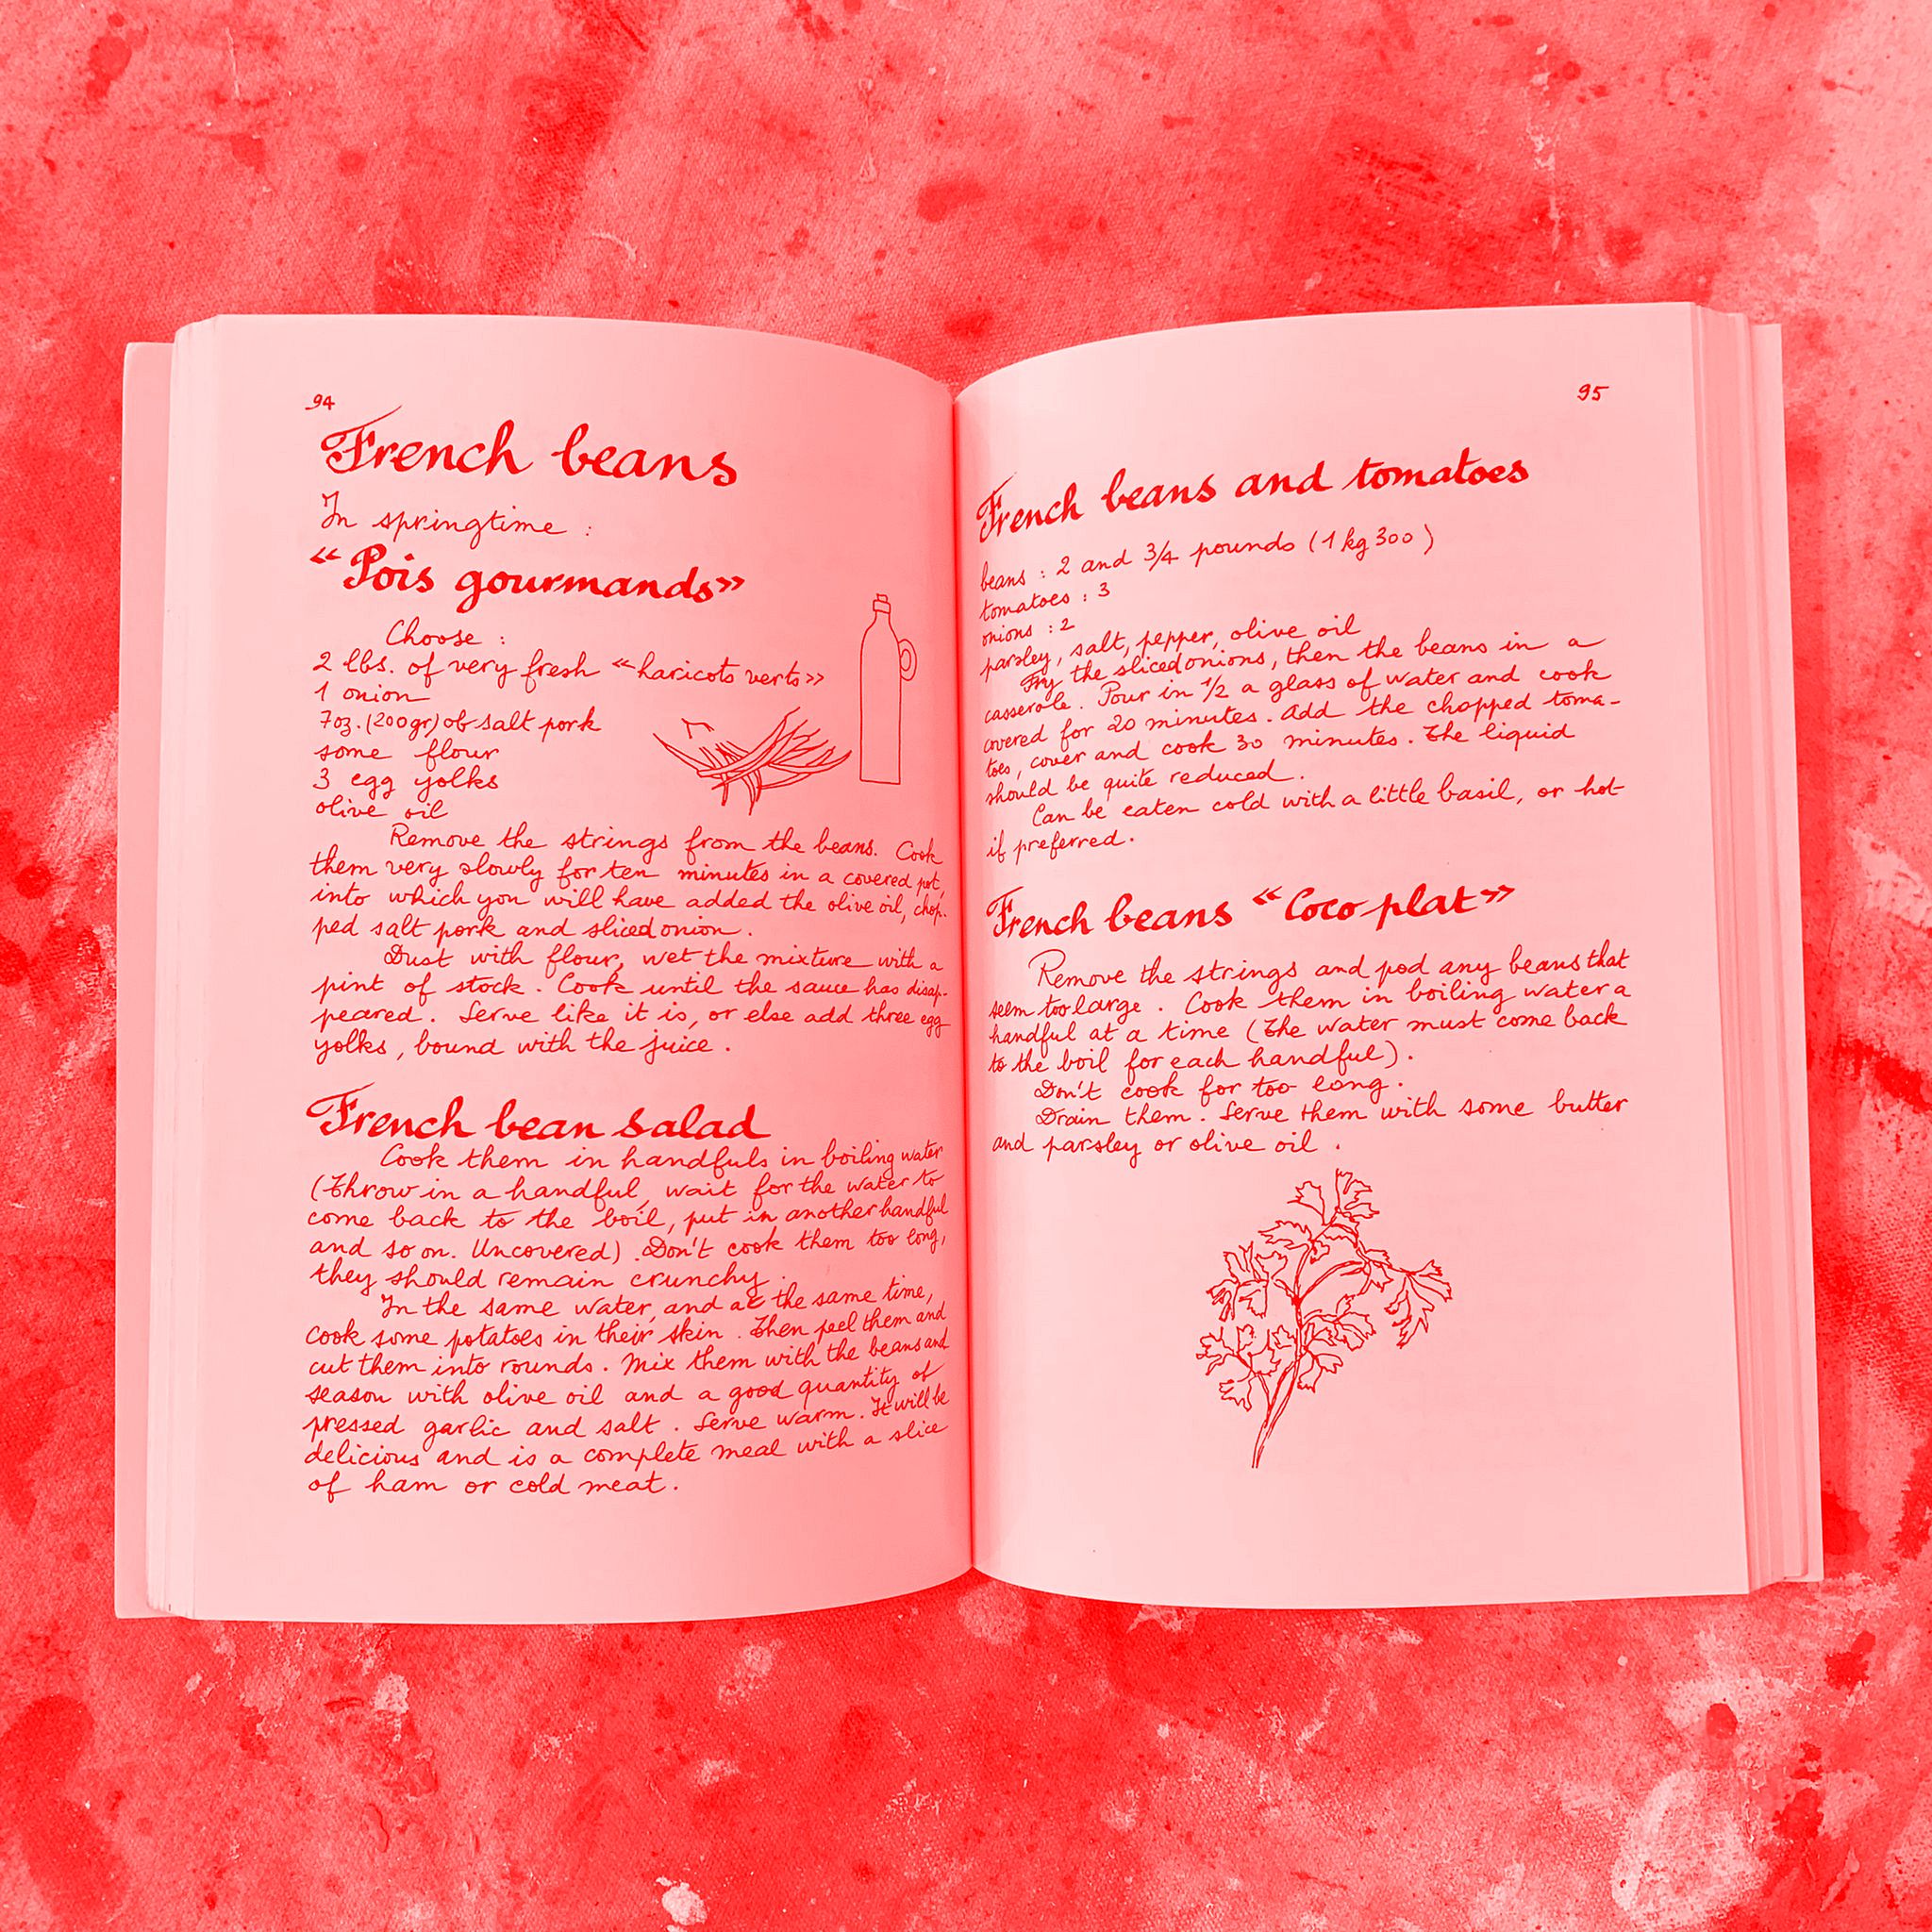 94
French beans
In springtime :
"Pois gourmands"
Choose :
2 lbs. of very fresh «haricots verts»
1 onion
7oz. (200gr) of salt pork
some flour
3 egg yolks
olive oil
Remove the strings from the beans. Cook
them very slowly for ten minutes in a covered pot,
into which you will have added the olive oil, chop-
ped salt pork and sliced onion.
Dust with flour, wet the mixture with a
pint of stock. Cook until the sauce has disap-
peared. Serve like it is, or else add three egg
yolks, bound with the juice.
French bean salad
Cook them in handfuls in boiling water
(Throw in a handful, wait for the water to
come back to the boil, put in another handful
and so on. Uncovered). Don't cook them too long,
they should remain crunchy.
In the same water, and at the same time,
cook some potatoes in their skin. Then peel them and
cut them into rounds. Mix them with the beans and
season with olive oil and a good quantity of
pressed garlic and salt. Serve warm. It will be
delicious and is a complete meal with a slice
of ham or cold meat.
95
French beans and tomatoes
beans : 2 and 3/4 pounds (1 kg 300)
tomatoes : 3
onions : 2
parsley, salt, pepper, olive oil
Fry the sliced onions, then the beans in a
casserole. Pour in 1/2 a glass of water and cook
covered for 20 minutes. Add the chopped toma-
toes, cover and cook 30 minutes. The liquid
should be quite reduced.
Can be eaten cold with a little basil, or hot
if preferred.
French beans "Coco plat"
Remove the strings and pod any beans that
seem too large. Cook them in boiling water a
handful at a time (The water must come back
to the boil for each handful).
Don't cook for too long.
Drain them. Serve them with some butter
and parsley or olive oil.